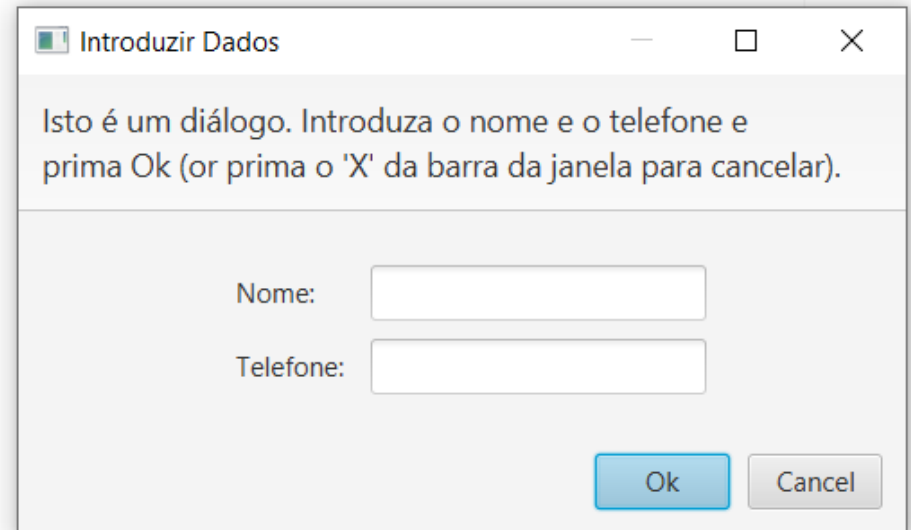 Introduzir Dados
Isto é um diálogo. Introduza o nome e o telefone e
prima Ok (or prima o 'X' da barra da janela para cancelar).
Nome:
Telefone:
Ok Cancel